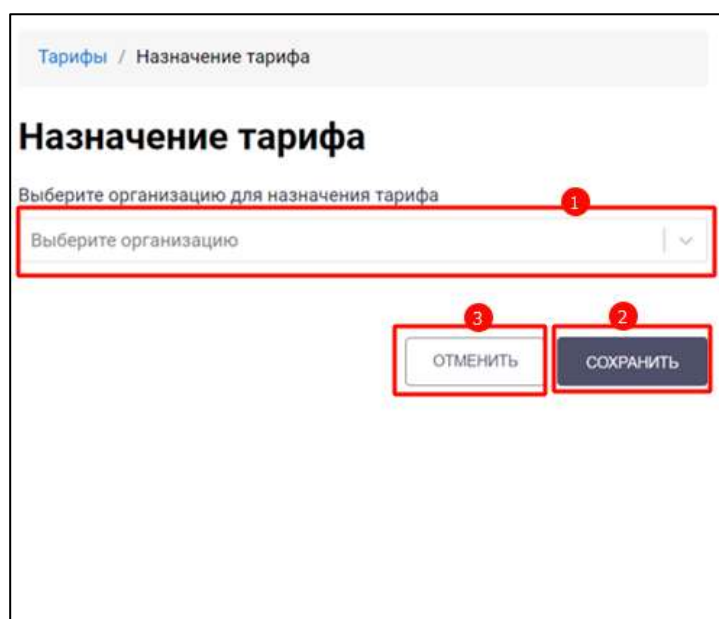 Тарифы / Назначение тарифа
Назначение тарифа
Выберите организацию для назначения тарифа
1
Выберите организацию
3 2
ОТМЕНИТЬ СОХРАНИТЬ